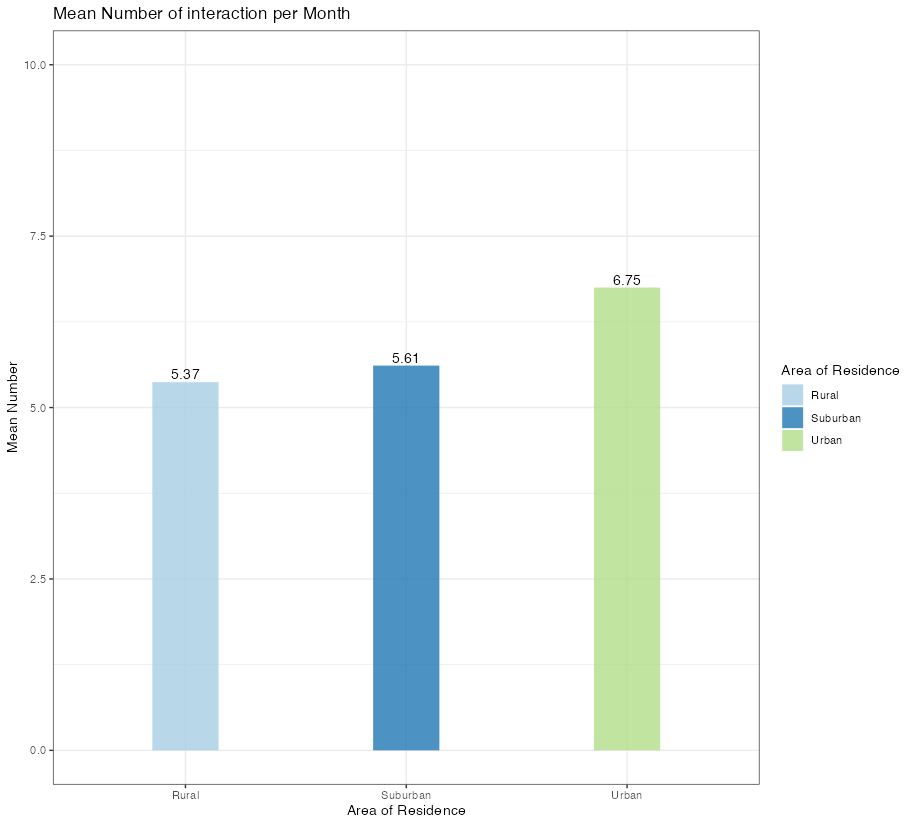 Mean Number of interaction per Month
10.0
7.5
5.0
2.5
0.0
Mean Number
5.37
5.61
6.75
Rural
Suburban
Urban
Area of Residence
Area of Residence
Rural
Suburban
Urban